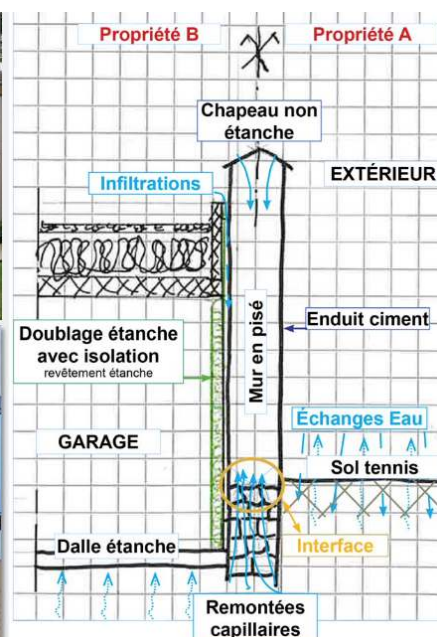 Propriété B
Propriété A
Chapeau non
étanche
EXTÉRIEUR
Infiltrations
Enduit ciment
Mur en pisé
Doublage étanche
avec isolation
revêtement étanche
Échanges Eau
GARAGE
Sol tennis
Dalle étanche
Interface
Remontées
capillaires